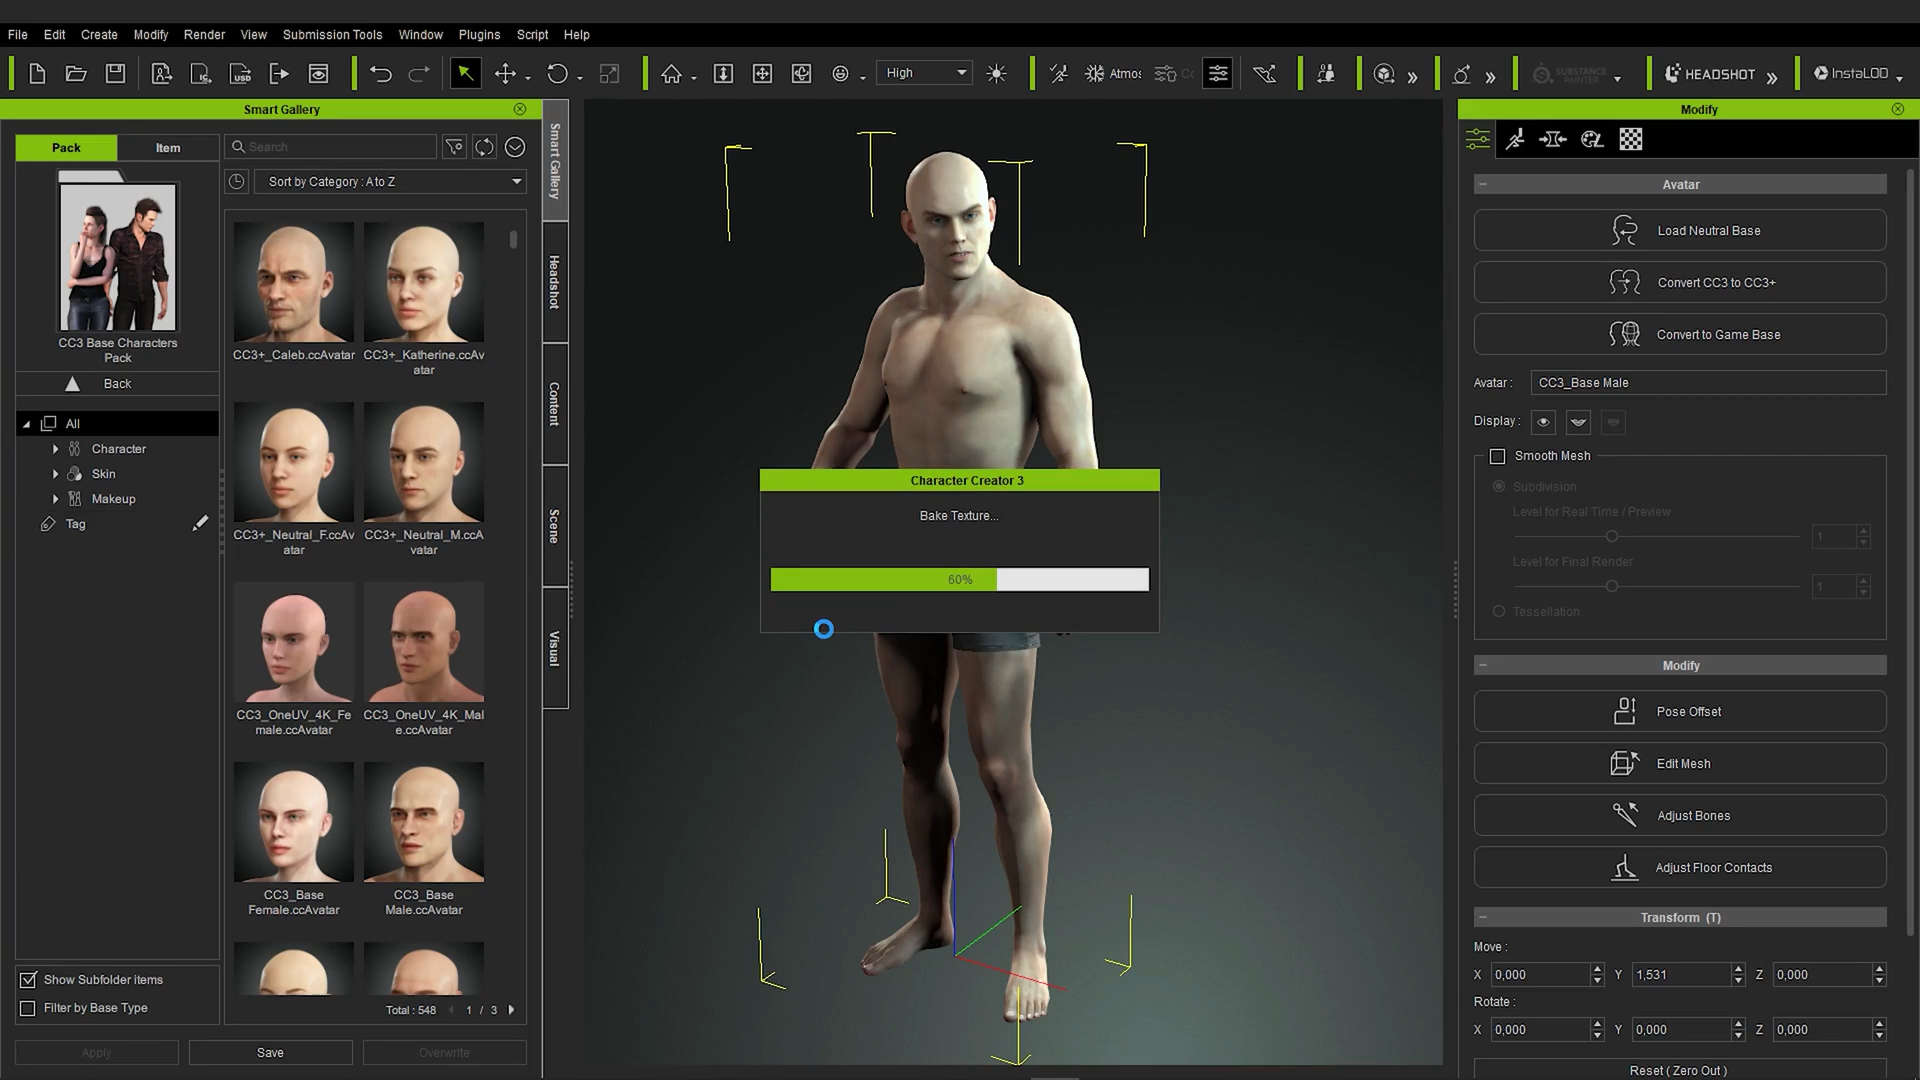 File Edit Create Modify Render View Submission Tools Window Plugins Script Help
High
Atmos
SUBSTANCE PAINTER
HEADSHOT
InstaLOD
Smart Gallery
Modify
Pack
Item
Search
Sort by Category : A to Z
CC3 Base Characters
Pack
Back
All
Character
Skin
Makeup
Tag
Show Subfolder items
Filter by Base Type
CC3+_Caleb.ccAvatar
CC3+_Katherine.ccAv
atar
CC3+_Neutral_F.ccAv
atar
CC3+_Neutral_M.ccA
vatar
CC3_OneUV_4K_Fe
male.ccAvatar
CC3_OneUV_4K_Mal
e.ccAvatar
CC3_Base
Female.ccAvatar
CC3_Base
Male.ccAvatar
Total : 548
1 / 3
Apply
Save
Overwrite
Smart Gallery
Headshot
Content
Scene
Visual
Character Creator 3
Bake Texture...
60%
Avatar
Load Neutral Base
Convert CC3 to CC3+
Convert to Game Base
Avatar : CC3_Base Male
Display :
Smooth Mesh
Subdivision
Level for Real Time / Preview
1
Level for Final Render
1
Tessellation
Modify
Pose Offset
Edit Mesh
Adjust Bones
Adjust Floor Contacts
Transform (T)
Move :
X 0,000 Y 1,531 Z 0,000
Rotate :
X 0,000 Y 0,000 Z 0,000
Reset ( Zero Out )